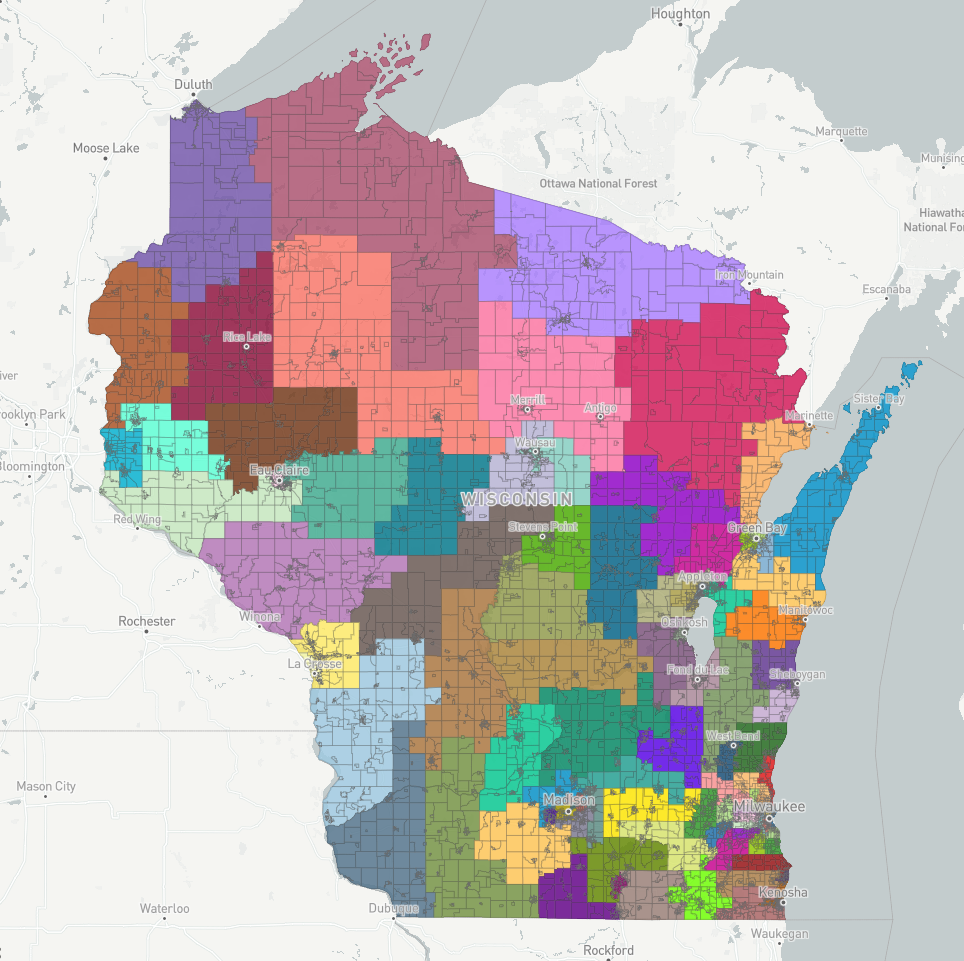 Houghton
Duluth
Marquette
Moose Lake
Munising
Ottawa National Forest
Hiawatha
National Fo
Iron Mountain
Escanaba
Rice Lake
iver
rooklyn Park
Merrill
Antigo
Sister Bay
Marinette
Wausau
Bloomington
Eau Claire
WISCONSIN
Red Wing
Stevens Point
Green Bay
Appleton
Winona
Rochester
Oshkosh
Manitowoc
La Crosse
Fond du Lac
Sheboygan
West Bend
Mason City
Madison
Milwaukee
Kenosha
Waterloo
Dubuque
Waukegan
Rockford